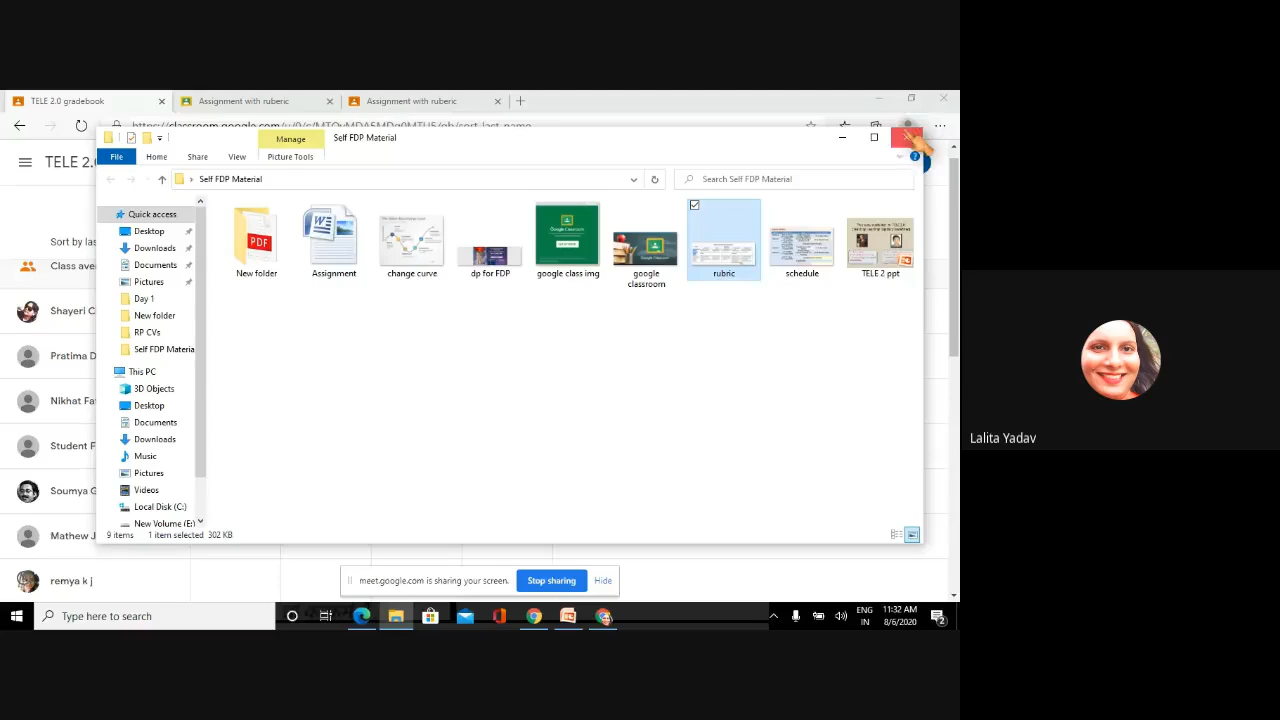 TELE 2.0 gradebook
Assignment with ruberic
Assignment with ruberic
Manage
Self FDP Material
TELE 2.
File
Home
Share
View
Picture Tools
Self FDP Material
Search Self FDP Material
Sort by las
Class ave
Shayeri C
Pratima D
Nikhat Fa
Student F
Soumya G
Mathew J
remya k j
Quick access
Desktop
Downloads
Documents
Pictures
Day 1
New folder
RP CVs
Self FDP Materia
This PC
3D Objects
Desktop
Documents
Downloads
Music
Pictures
Videos
Local Disk (C:)
New Volume (E:)
PDF
New folder
Assignment
change curve
dp for FDP
Google Classroom
google class img
google
classroom
rubric
schedule
TELE 2 ppt
9 items
1 item selected
302 KB
meet.google.com is sharing your screen.
Stop sharing
Hide
Type here to search
ENG
IN
11:32 AM
8/6/2020
2
Lalita Yadav